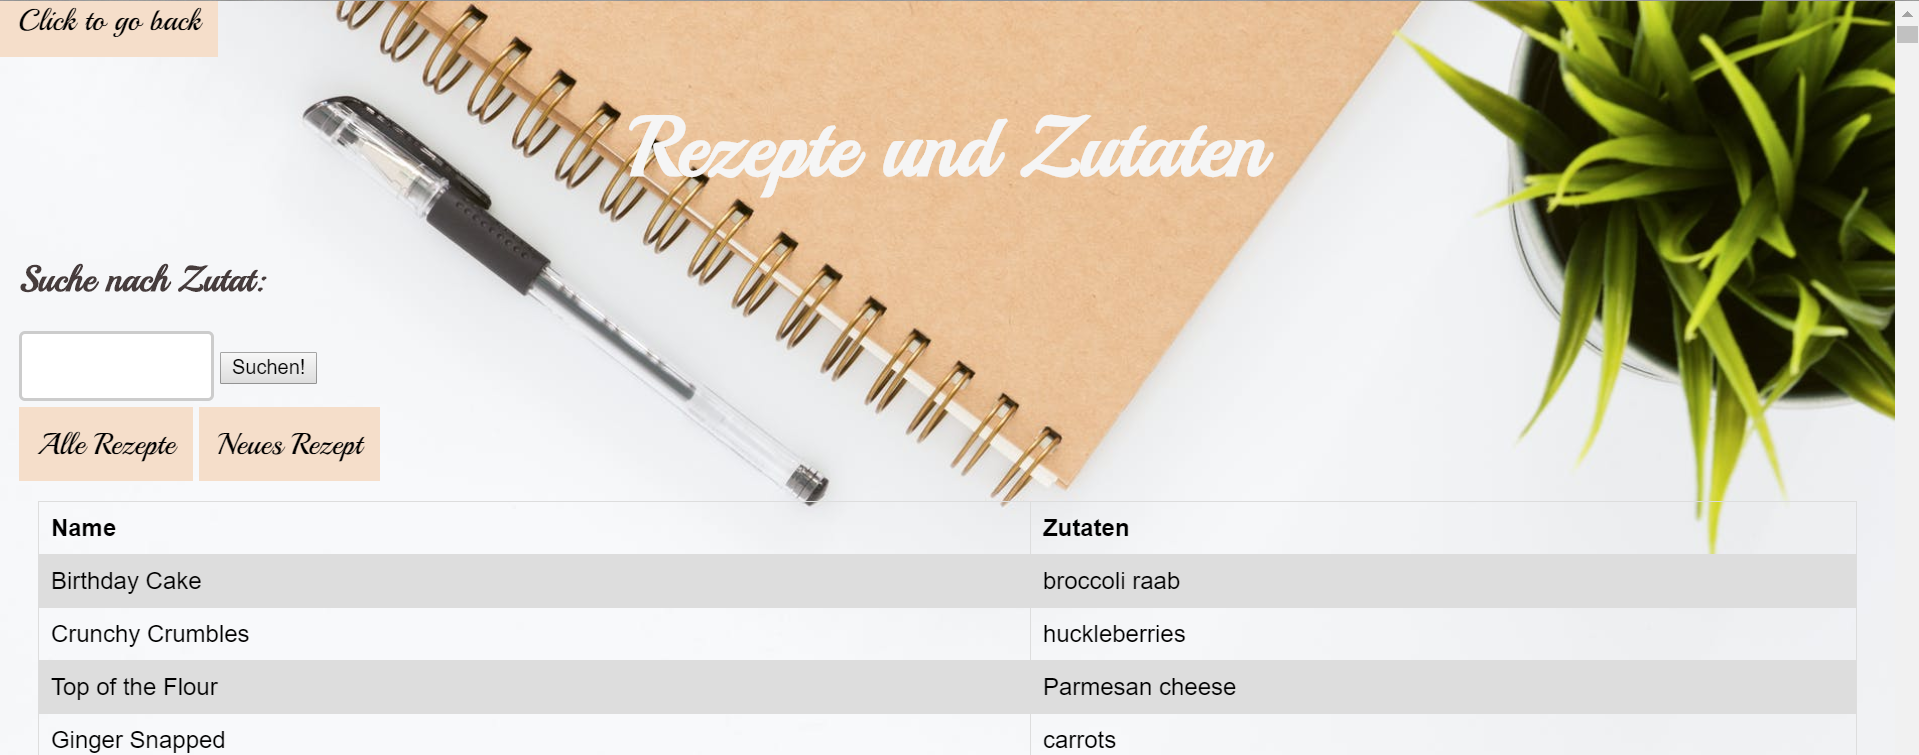 Click to go back
Rezepte und Zutaten
Suche nach Zutat:
Suchen!
Alle Rezepte Neues Rezept
Name Zutaten
Birthday Cake broccoli raab
Crunchy Crumbles huckleberries
Top of the Flour Parmesan cheese
Ginger Snapped carrots